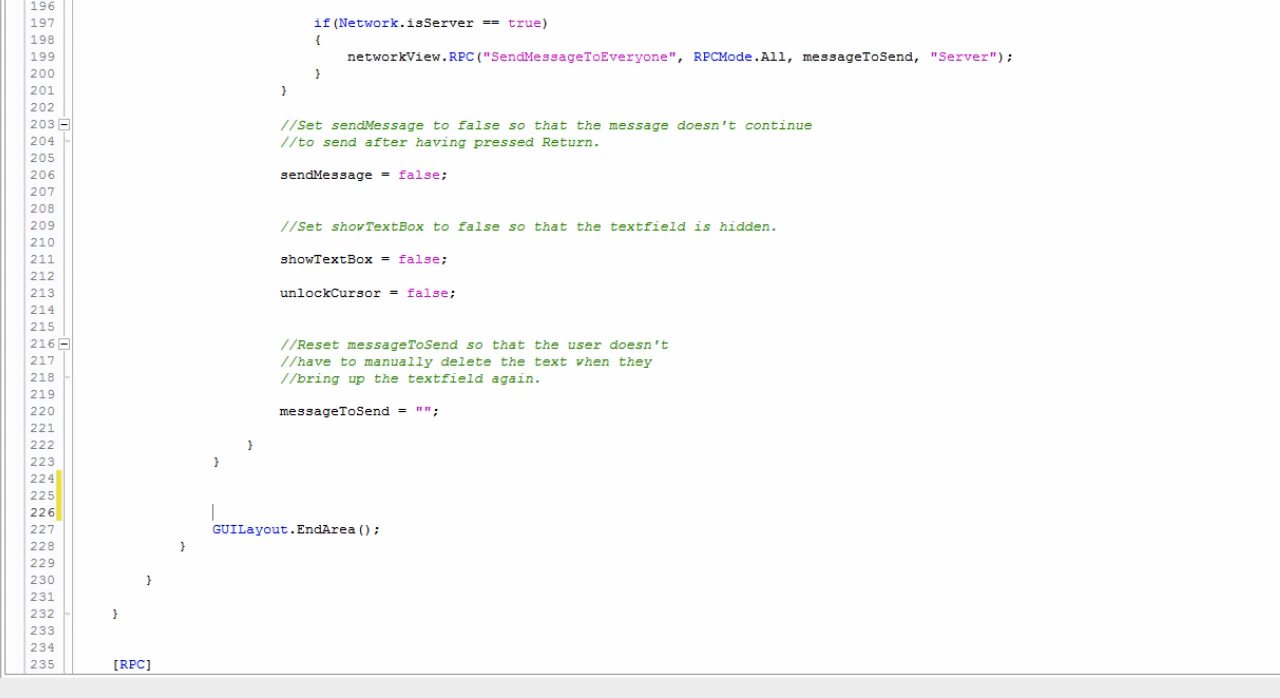 196
197 if(Network.isServer == true)
198 {
199 networkView.RPC("SendMessageToEveryone", RPCMode.All, messageToSend, "Server");
200 }
201 }
202
203 //Set sendMessage to false so that the message doesn't continue
204 //to send after having pressed Return.
205
206 sendMessage = false;
207
208
209 //Set showTextBox to false so that the textfield is hidden.
210
211 showTextBox = false;
212
213 unlockCursor = false;
214
215
216 //Reset messageToSend so that the user doesn't
217 //have to manually delete the text when they
218 //bring up the textfield again.
219
220 messageToSend = "";
221
222 }
223 }
224
225
226
227 GUILayout.EndArea();
228 }
229
230 }
231
232 }
233
234
235 [RPC]